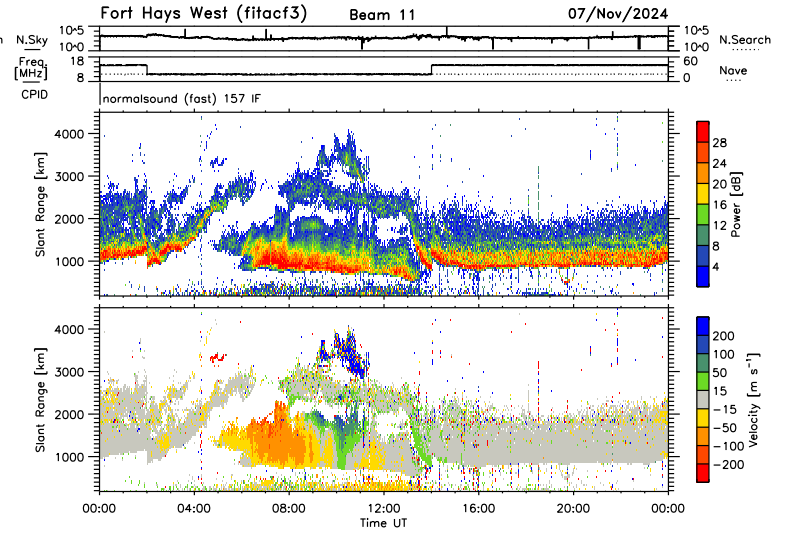 Fort Hays West (fitacf3) Beam 11 07/Nov/2024
N.Sky 10^5 10^0 10^5 10^0 N.Search
Freq. [MHz] 18 8 60 0 Nave
CPID normalsound (fast) 157 IF
Slant Range [km] 4000 3000 2000 1000
28 24 20 16 12 8 4 Power [dB]
Slant Range [km] 4000 3000 2000 1000
200 100 50 15 −15 −50 −100 −200 Velocity [m s⁻¹]
00:00 04:00 08:00 12:00 16:00 20:00 00:00
Time UT